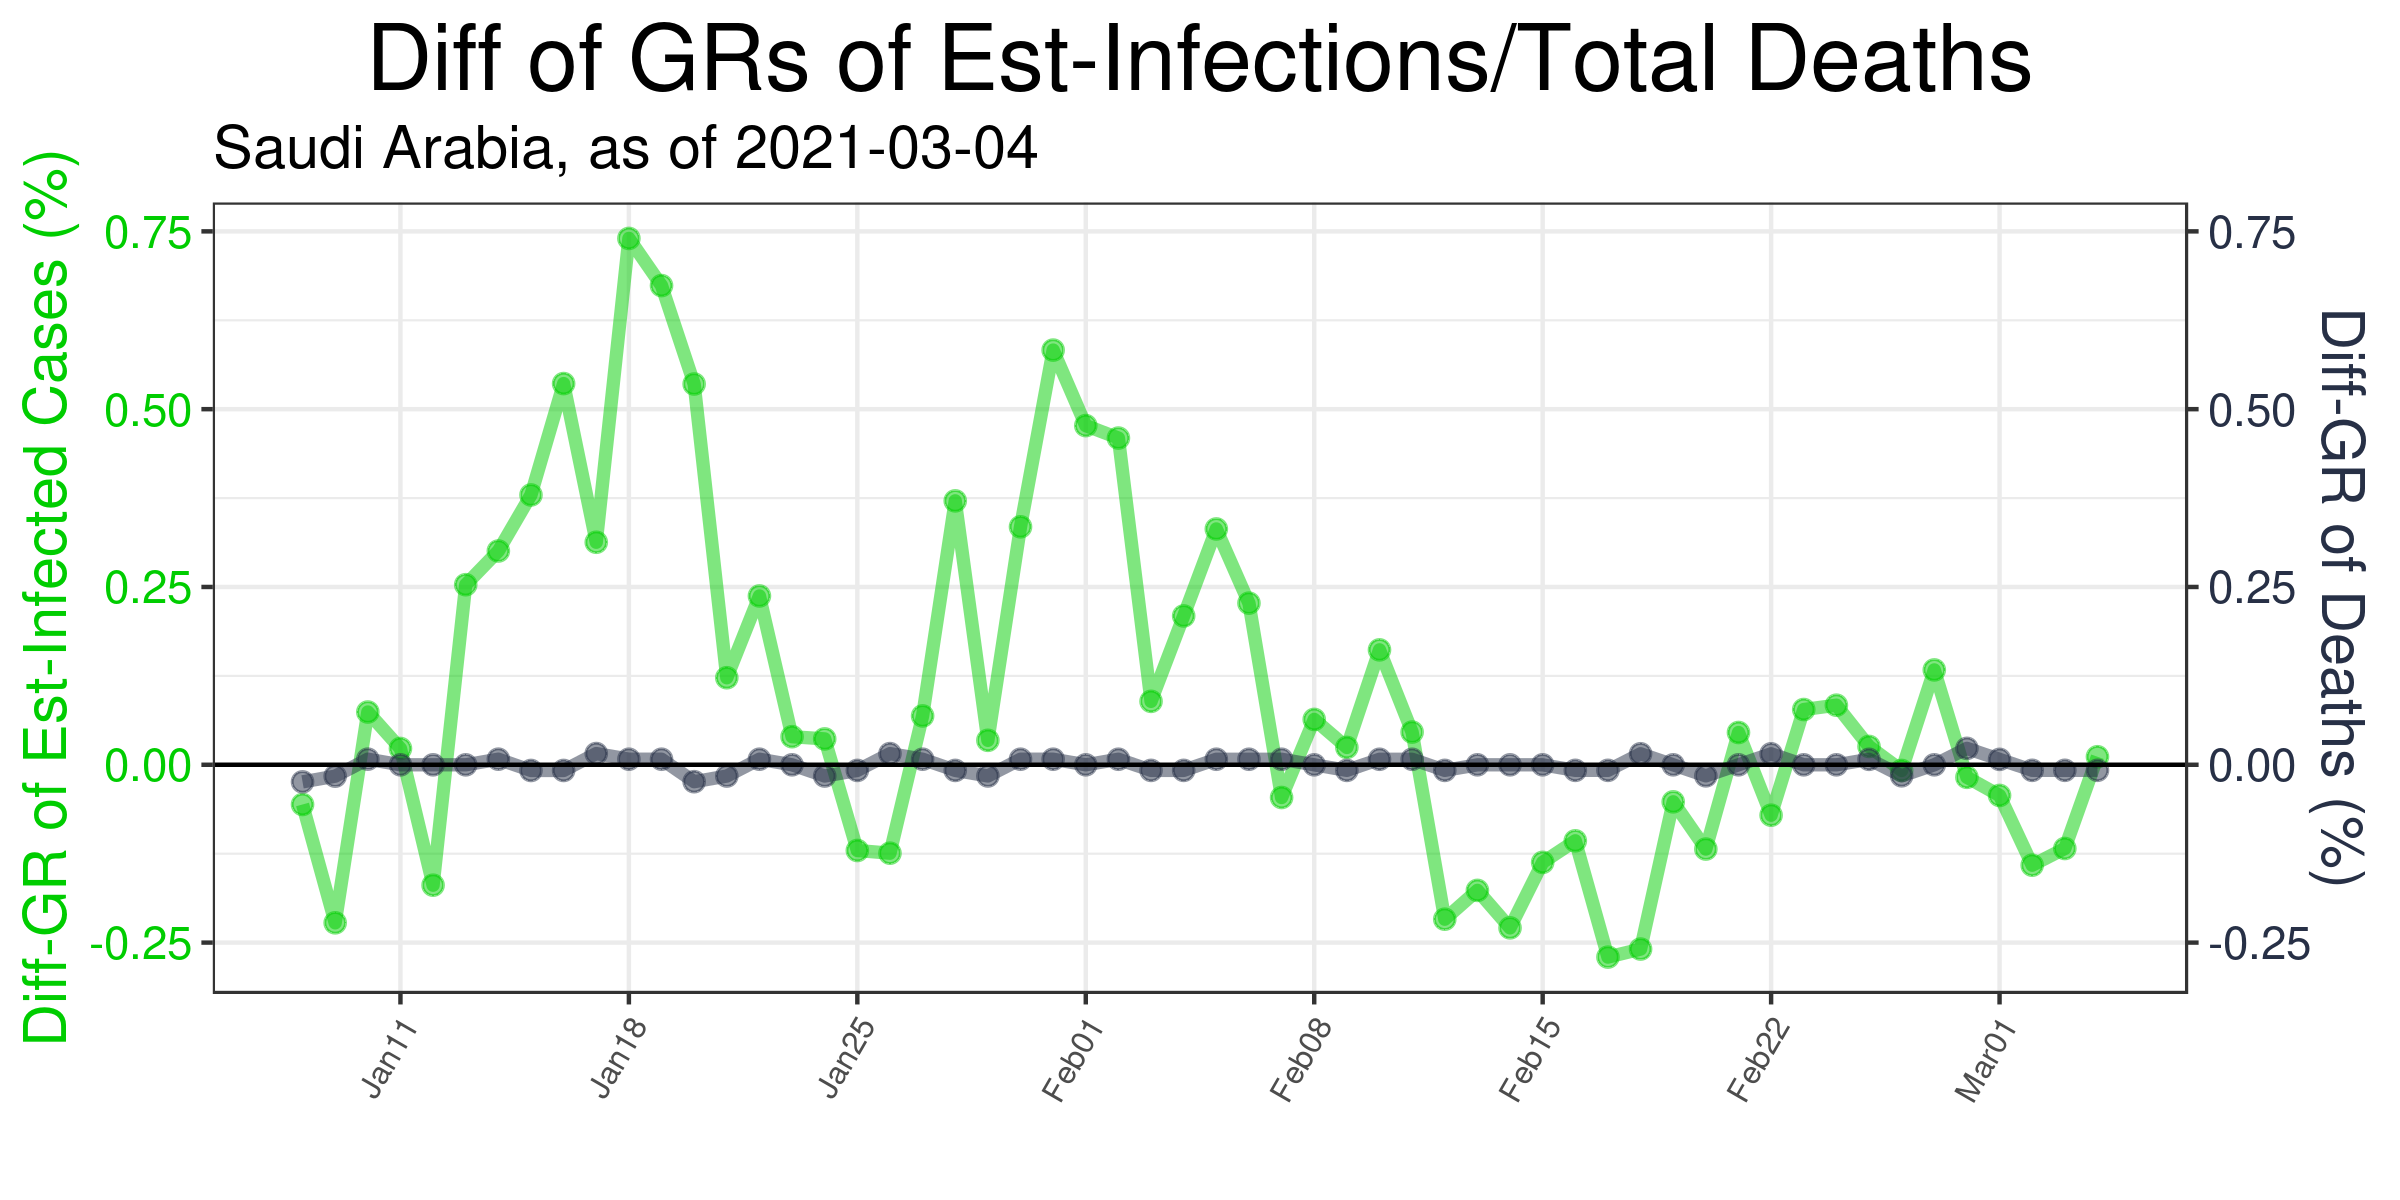 Diff of GRs of Est-Infections/Total Deaths
Saudi Arabia, as of 2021-03-04
Diff-GR of Est-Infected Cases (%)
0.75
0.50
0.25
0.00
-0.25
0.75
0.50
0.25
0.00
-0.25
Diff-GR of Deaths (%)
Jan11
Jan18
Jan25
Feb01
Feb08
Feb15
Feb22
Mar01